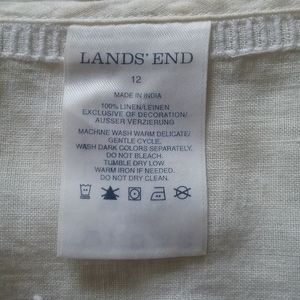 LANDS' END
12
MADE IN INDIA
100% LINEN/LEINEN
EXCLUSIVE OF DECORATION/
AUSSER VERZIERUNG
MACHINE WASH WARM DELICATE/
GENTLE CYCLE.
WASH DARK COLORS SEPARATELY.
DO NOT BLEACH.
TUMBLE DRY LOW.
WARM IRON IF NEEDED.
DO NOT DRY CLEAN.